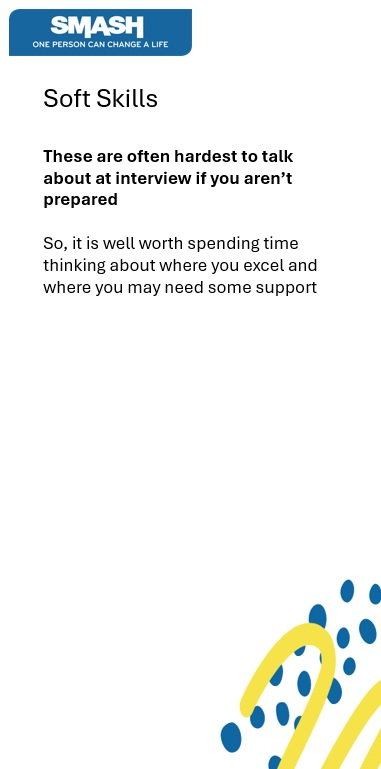 SMASH
ONE PERSON CAN CHANGE A LIFE
Soft Skills
These are often hardest to talk
about at interview if you aren’t
prepared
So, it is well worth spending time
thinking about where you excel and
where you may need some support